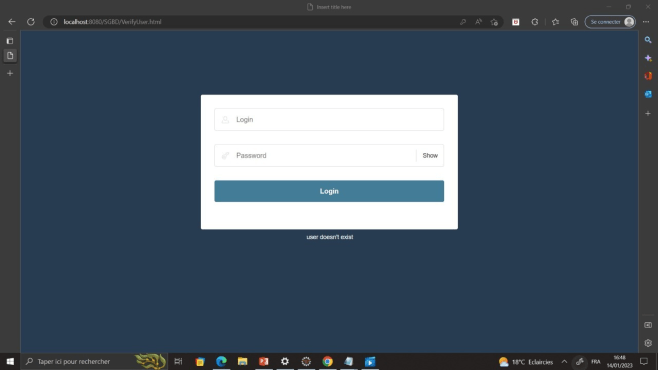 Insert title here
localhost:8080/SGBD/VerifyUser.html
Se connecter
Login
Password
Show
Login
user doesn't exist
Taper ici pour rechercher
18°C Eclaircies
FRA
16:48
14/01/2023